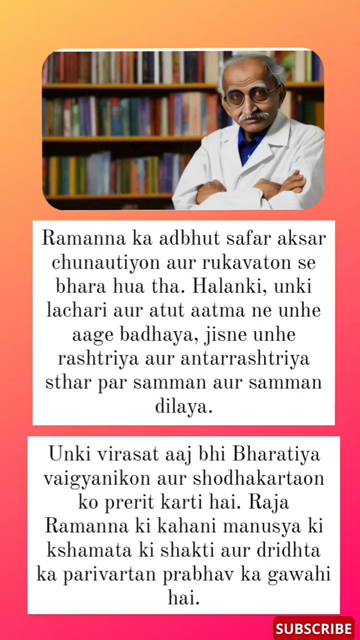 Ramanna ka adbhut safar aksar
chunautiyon aur rukavaton se
bhara hua tha. Halanki, unki
lachari aur atut aatma ne unhe
aage badhaya, jisne unhe
rashtriya aur antarrashtriya
sthar par samman aur samman
dilaya.
Unki virasat aaj bhi Bharatiya
vaigyanikon aur shodhakartaon
ko prerit karti hai. Raja
Ramanna ki kahani manusya ki
kshamata ki shakti aur dridhta
ka parivartan prabhav ka gawahi
hai.
SUBSCRIBE